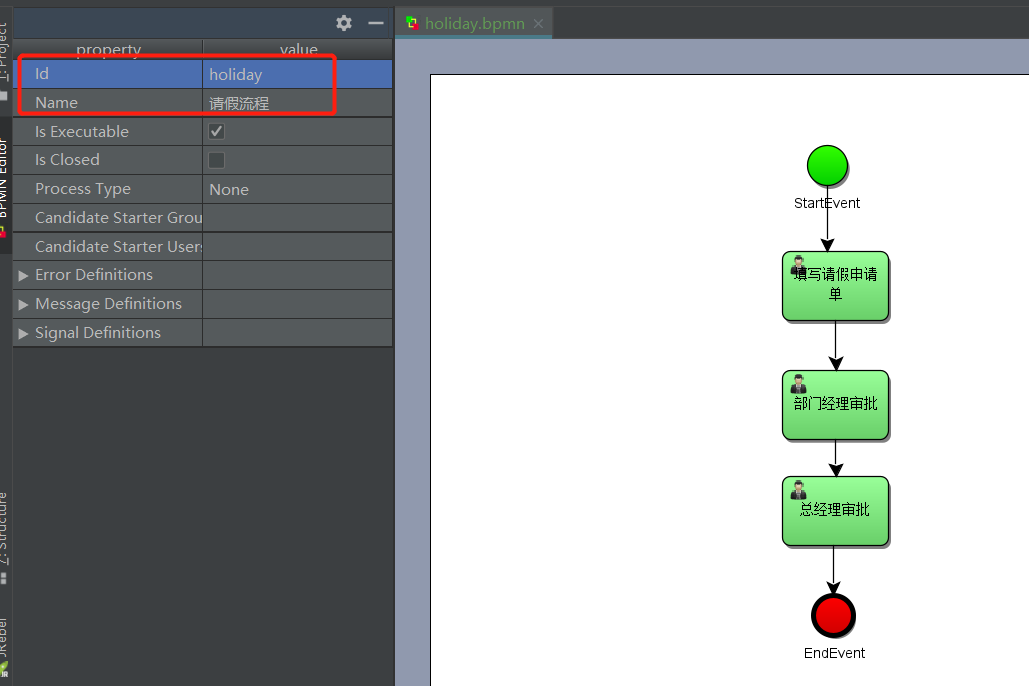 1: Project
BPMN Editor
7: Structure
JRebel
property value
Id holiday
Name 请假流程
Is Executable
Is Closed
Process Type None
Candidate Starter Grou
Candidate Starter User
Error Definitions
Message Definitions
Signal Definitions
holiday.bpmn
StartEvent
填写请假申请
单
部门经理审批
总经理审批
EndEvent